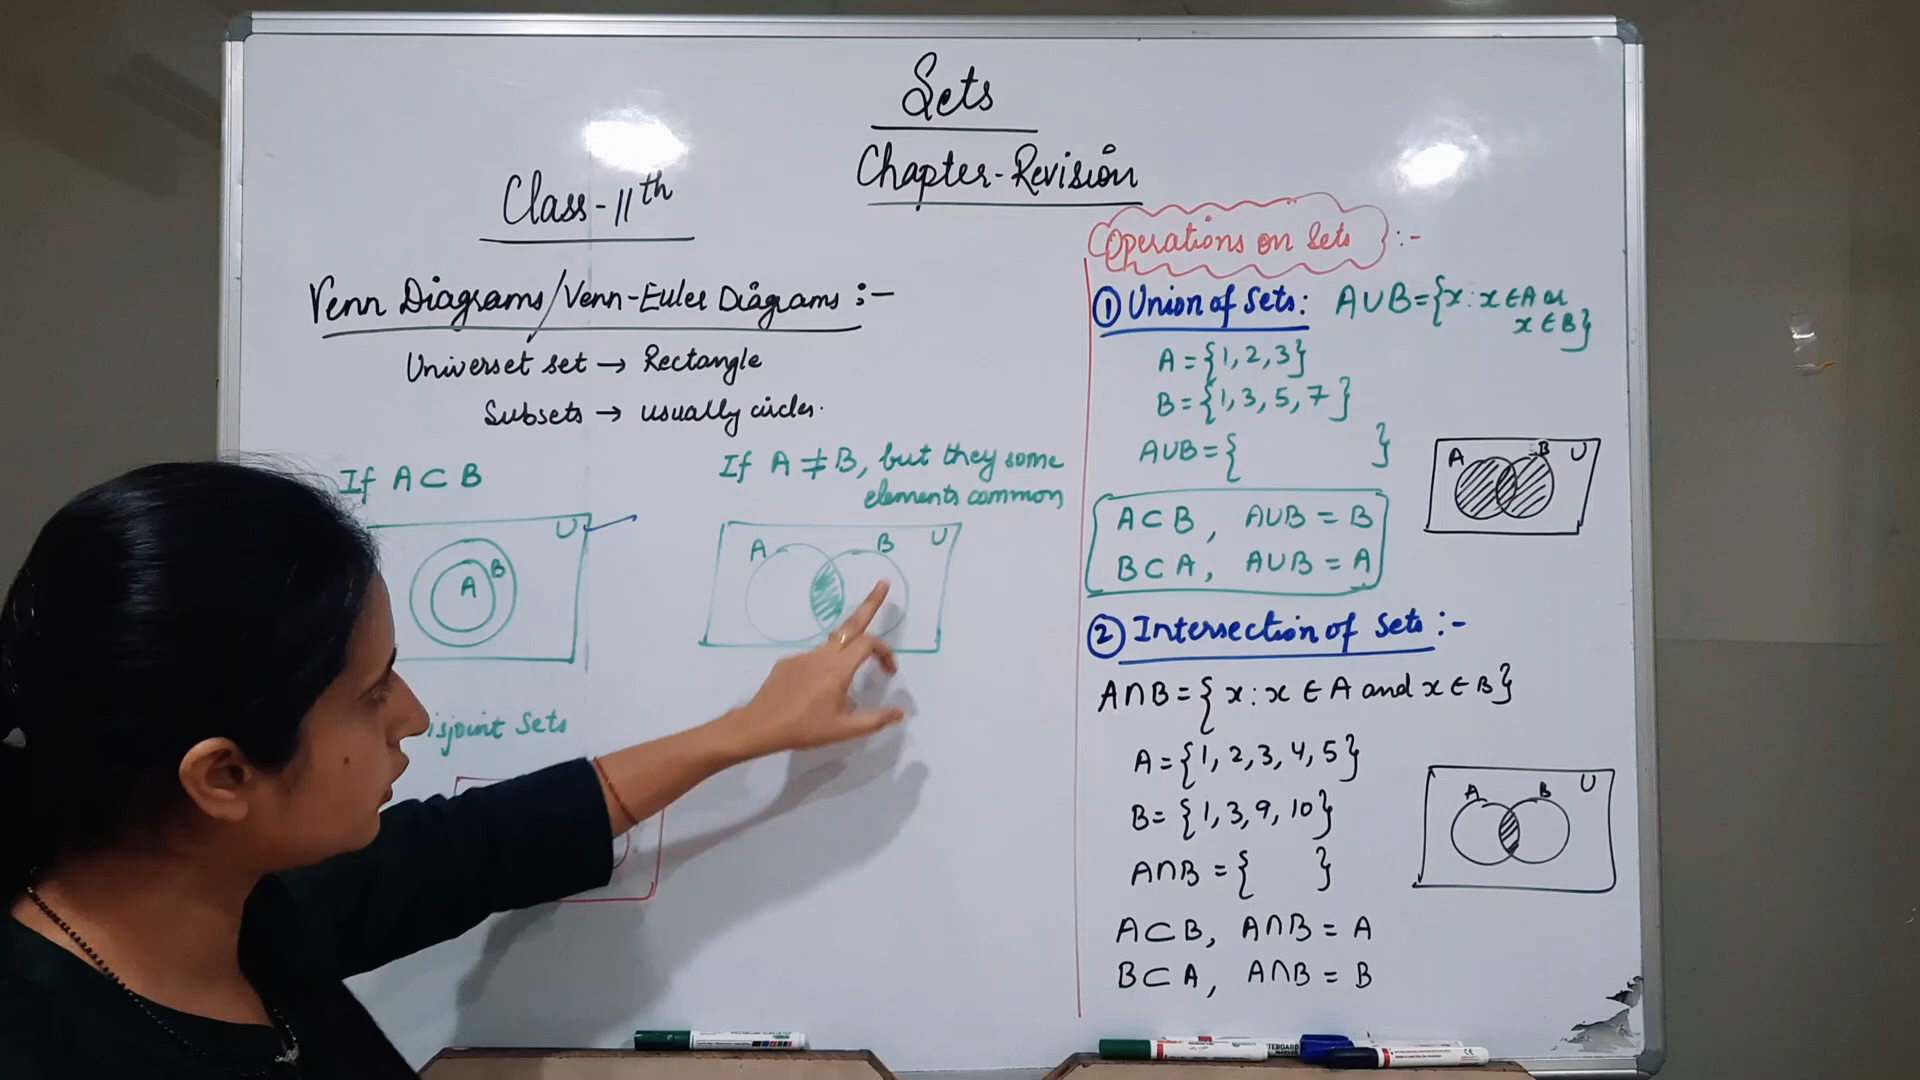 Sets
Chapter-Revision
Class-11th
Venn Diagrams/Venn-Euler Diagrams :-
Universet set → Rectangle
Subsets → usually circles.
If A ⊂ B
U
A B
If A ≠ B, but they some
elements common
A B U
isjoint Sets
Operations on Sets :-
① Union of Sets: A∪B={x : x ∈ A or
x ∈ B}
A = {1, 2, 3}
B = {1, 3, 5, 7}
A∪B = { }
A B U
A⊂B, A∪B = B
B⊂A, A∪B = A
② Intersection of Sets :-
A∩B = { x : x ∈ A and x ∈ B}
A = {1, 2, 3, 4, 5}
B = {1, 3, 9, 10}
A∩B = { }
A B U
A⊂B, A∩B = A
B⊂A, A∩B = B